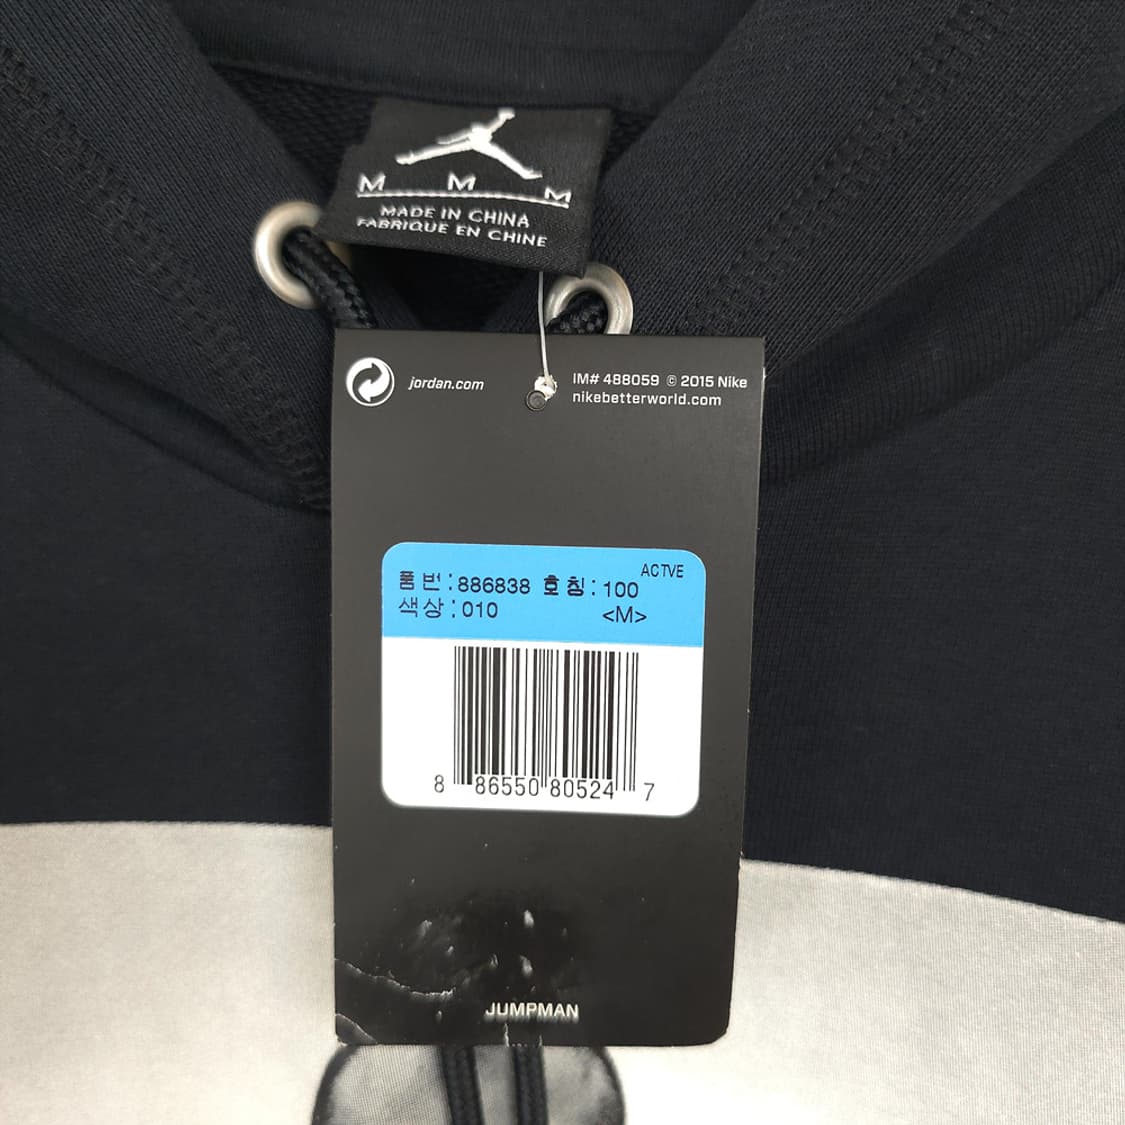 M M M
MADE IN CHINA
FABRIQUE EN CHINE
jordan.com
IM# 488059 © 2015 Nike
nikebetterworld.com
ACTVE
품번:886838 호칭:100
색상:010 <M>
8 86550 80524 7
JUMPMAN